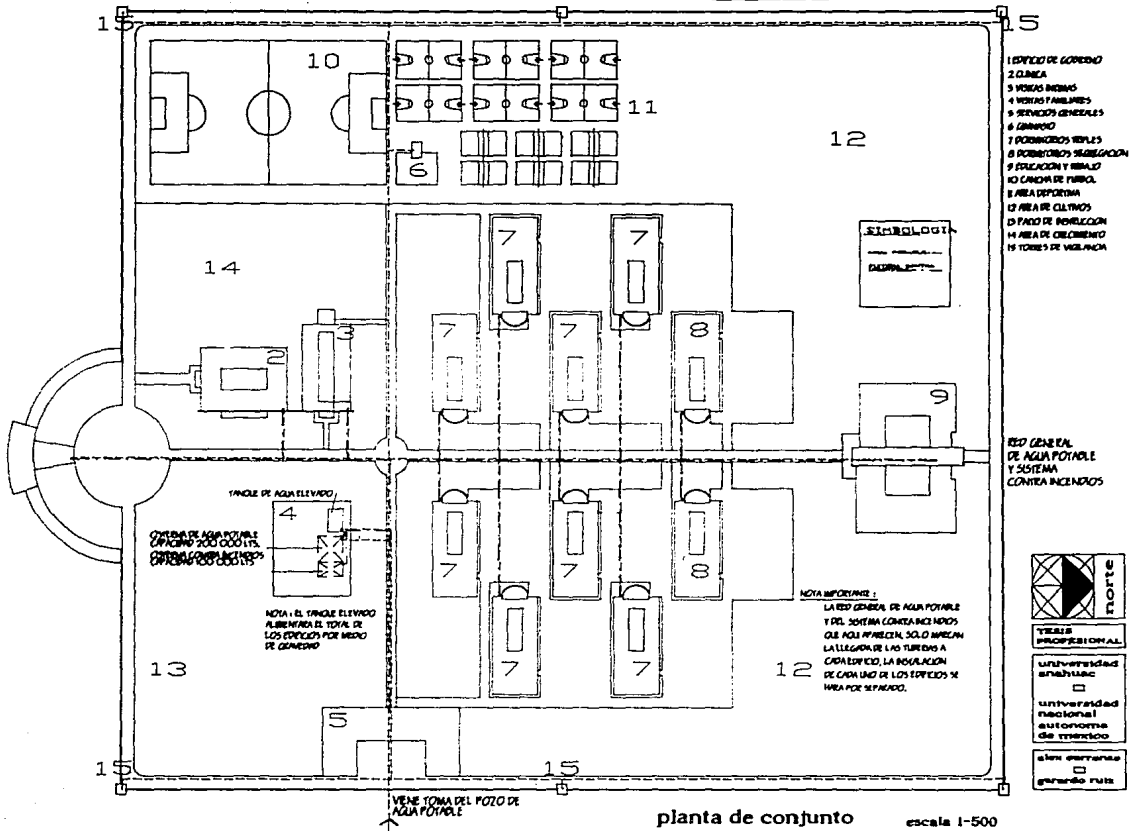 15
15
10
11
12
6
1 EDIFICIO DE GOBIERNO
2 CLINICA
3 VISITAS INTIMAS
4 VISITAS FAMILIARES
5 SERVICIOS GENERALES
6 GIMNASIO
7 DORMITORIOS TRIPLES
8 DORMITORIOS SEGREGACIÓN
9 EDUCACIÓN Y TRABAJO
10 CANCHA DE FUTBOL
11 AREA DEPORTIVA
12 AREA DE CULTIVOS
13 PATIO DE INSTRUCCIÓN
14 AREA DE CRECIMIENTO
15 TORRES DE VIGILANCIA
SIMBOLOGIA
7
7
14
2
3
7
7
8
9
RED GENERAL
DE AGUA POTABLE
Y SISTEMA
CONTRA INCENDIOS
TANQUE DE AGUA ELEVADO
4
CISTERNA DE AGUA POTABLE
CAPACIDAD 200 000 LTS.
CISTERNA CONTRA INCENDIOS
CAPACIDAD 100 000 LTS
NOTA: EL TANQUE ELEVADO
ALIMENTARA EL TOTAL DE
LOS EDIFICIOS POR MEDIO
DE GRAVEDAD
7
7
8
NOTA IMPORTANTE:
LA RED GENERAL DE AGUA POTABLE
Y DEL SISTEMA CONTRA INCENDIOS
QUE AQUI APARECEN, SOLO MARCAN
LA LLEGADA DE LAS TUBERIAS A
CADA EDIFICIO, LA INSTALACIÓN
DE CADA UNO DE LOS EDIFICIOS SE
HARA POR SEPARADO.
13
7
7
12
5
15
15
VIENE TOMA DEL POZO DE
AGUA POTABLE
planta de conjunto
escala 1-500
norte
TESIS
PROFESIONAL
universidad
anahuac
universidad
nacional
autonoma
de mexico
alex
gerardo ruiz